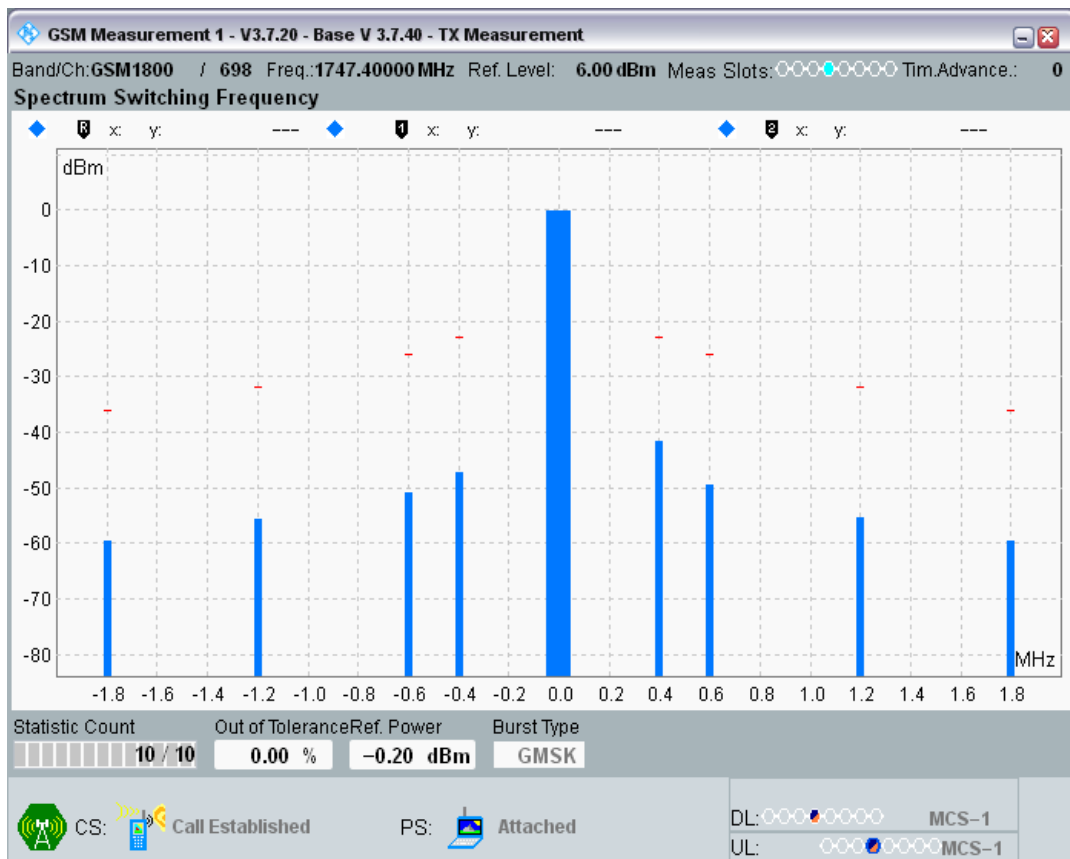 GSM Measurement 1 - V3.7.20 - Base V 3.7.40 - TX Measurement
Band/Ch:GSM1800 / 698 Freq.:1747.40000 MHz Ref. Level: 6.00 dBm Meas Slots: Tim.Advance.: 0
Spectrum Switching Frequency
R x: y: --- 1 x: y: --- 2 x: y: ---
dBm
0
-10
-20
-30
-40
-50
-60
-70
-80
MHz
-1.8 -1.6 -1.4 -1.2 -1.0 -0.8 -0.6 -0.4 -0.2 0.0 0.2 0.4 0.6 0.8 1.0 1.2 1.4 1.6 1.8
Statistic Count Out of Tolerance Ref. Power Burst Type
10 / 10 0.00 % −0.20 dBm GMSK
CS: Call Established PS: Attached DL: MCS−1
UL: MCS−1